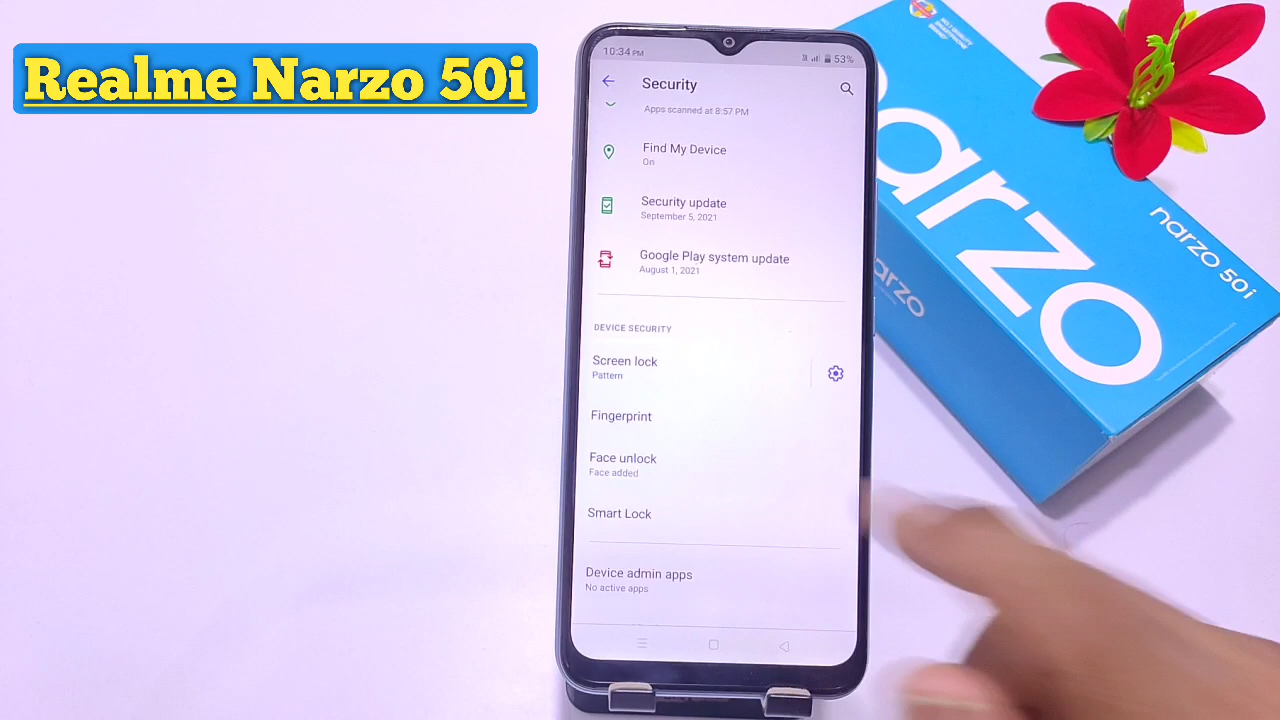 Realme Narzo 50i
10:34 PM
53%
Security
Apps scanned at 8:57 PM
Find My Device
On
Security update
September 5, 2021
Google Play system update
August 1, 2021
DEVICE SECURITY
Screen lock
Pattern
Fingerprint
Face unlock
Face added
Smart Lock
Device admin apps
No active apps
narzo
narzo 50i
narzo